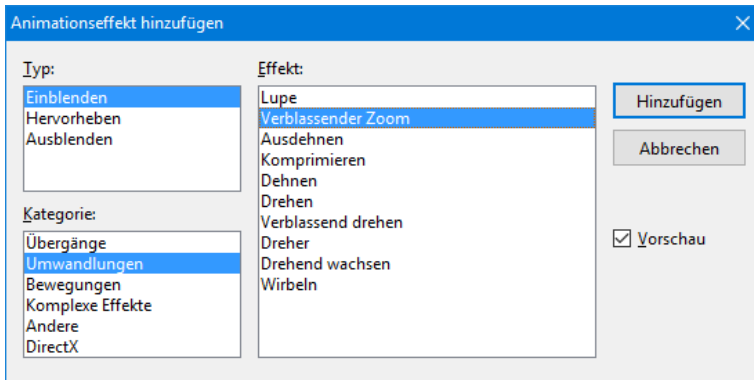 Animationseffekt hinzufügen
Typ:
Einblenden
Hervorheben
Ausblenden
Kategorie:
Übergänge
Umwandlungen
Bewegungen
Komplexe Effekte
Andere
DirectX
Effekt:
Lupe
Verblassender Zoom
Ausdehnen
Komprimieren
Dehnen
Drehen
Verblassend drehen
Dreher
Drehend wachsen
Wirbeln
Hinzufügen
Abbrechen
Vorschau